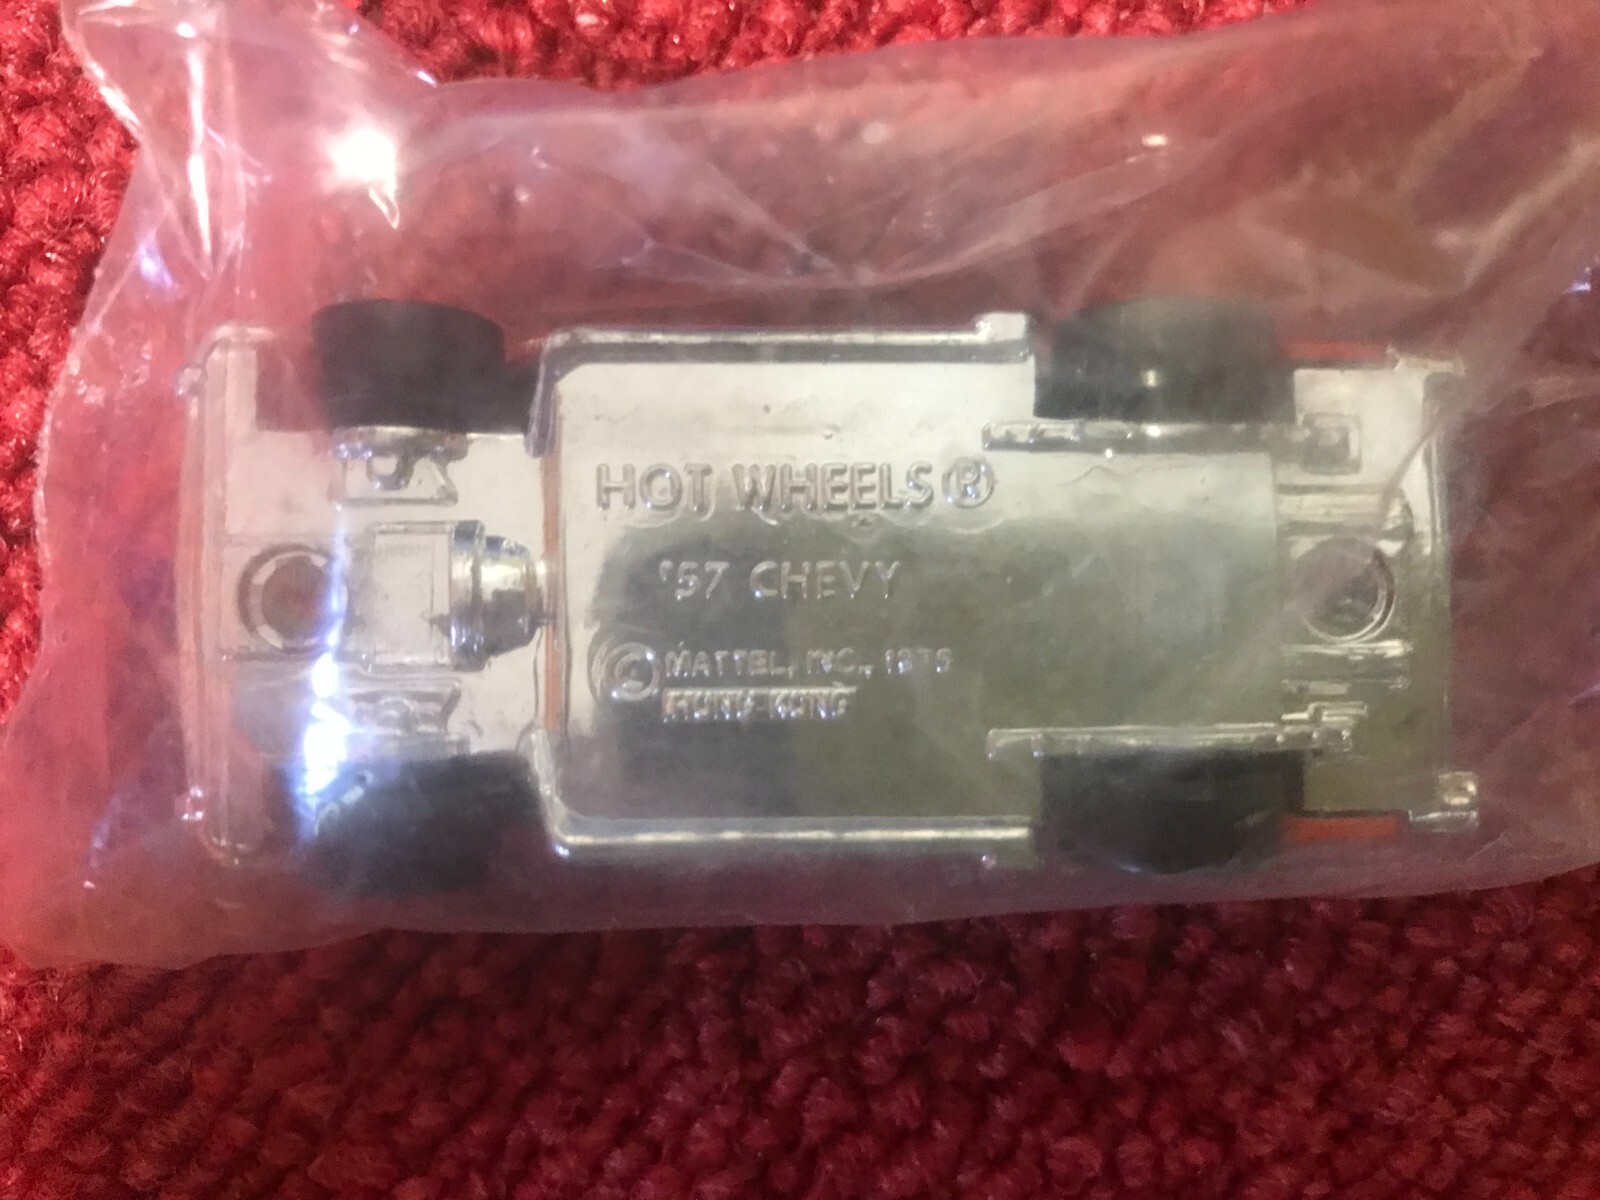 HOT WHEELS®
'57 CHEVY
© MATTEL, INC., 1976
HONG KONG